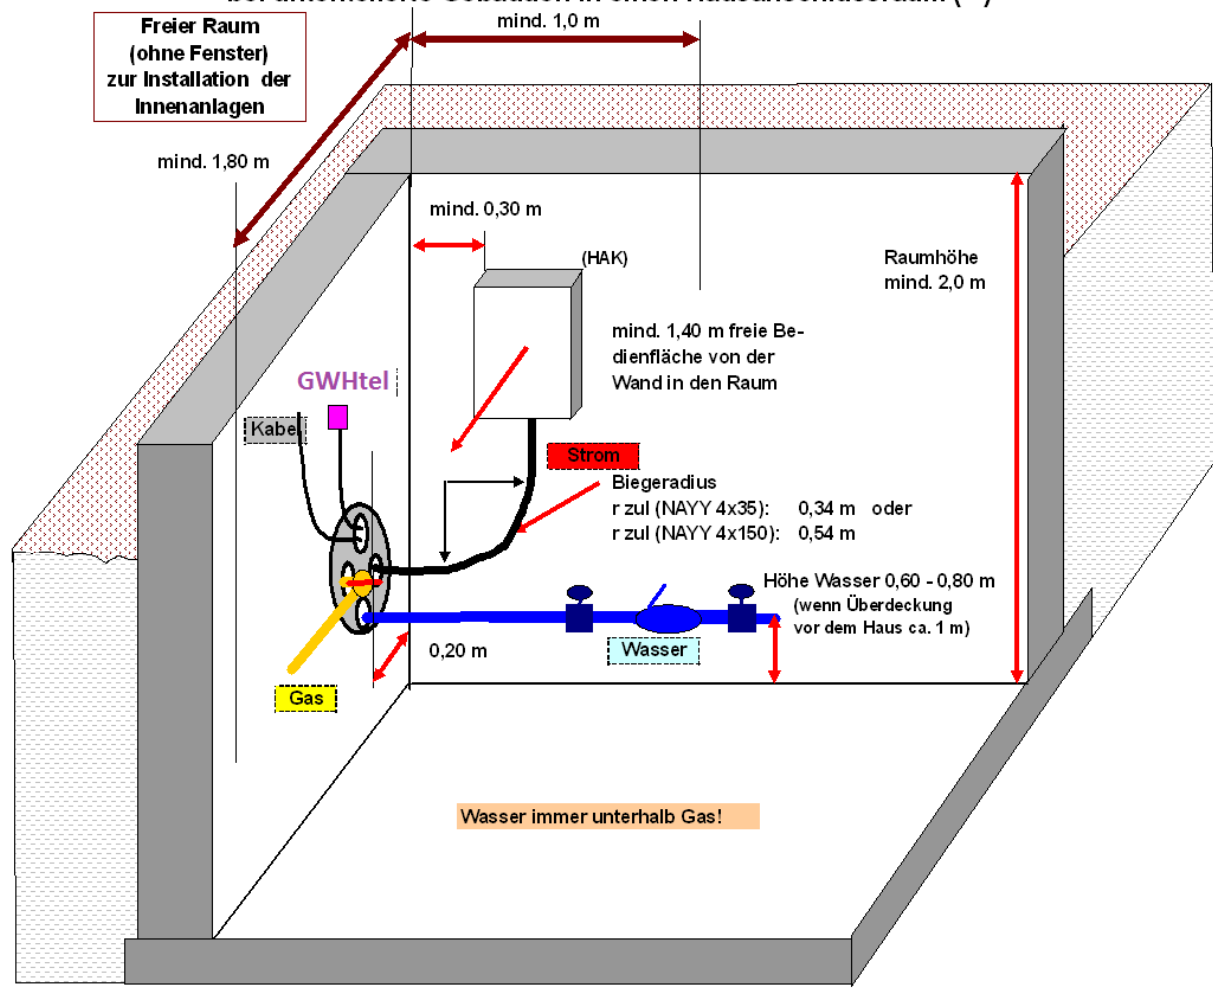 mind. 1,0 m
Freier Raum
(ohne Fenster)
zur Installation der
Innenanlagen
mind. 1,80 m
mind. 0,30 m
(HAK)
Raumhöhe
mind. 2,0 m
mind. 1,40 m freie Be-
dienfläche von der
Wand in den Raum
GWHtel
Kabel
Strom
Biegeradius
r zul (NAYY 4x35): 0,34 m oder
r zul (NAYY 4x150): 0,54 m
Höhe Wasser 0,60 - 0,80 m
(wenn Überdeckung
vor dem Haus ca. 1 m)
0,20 m
Wasser
Gas
Wasser immer unterhalb Gas!